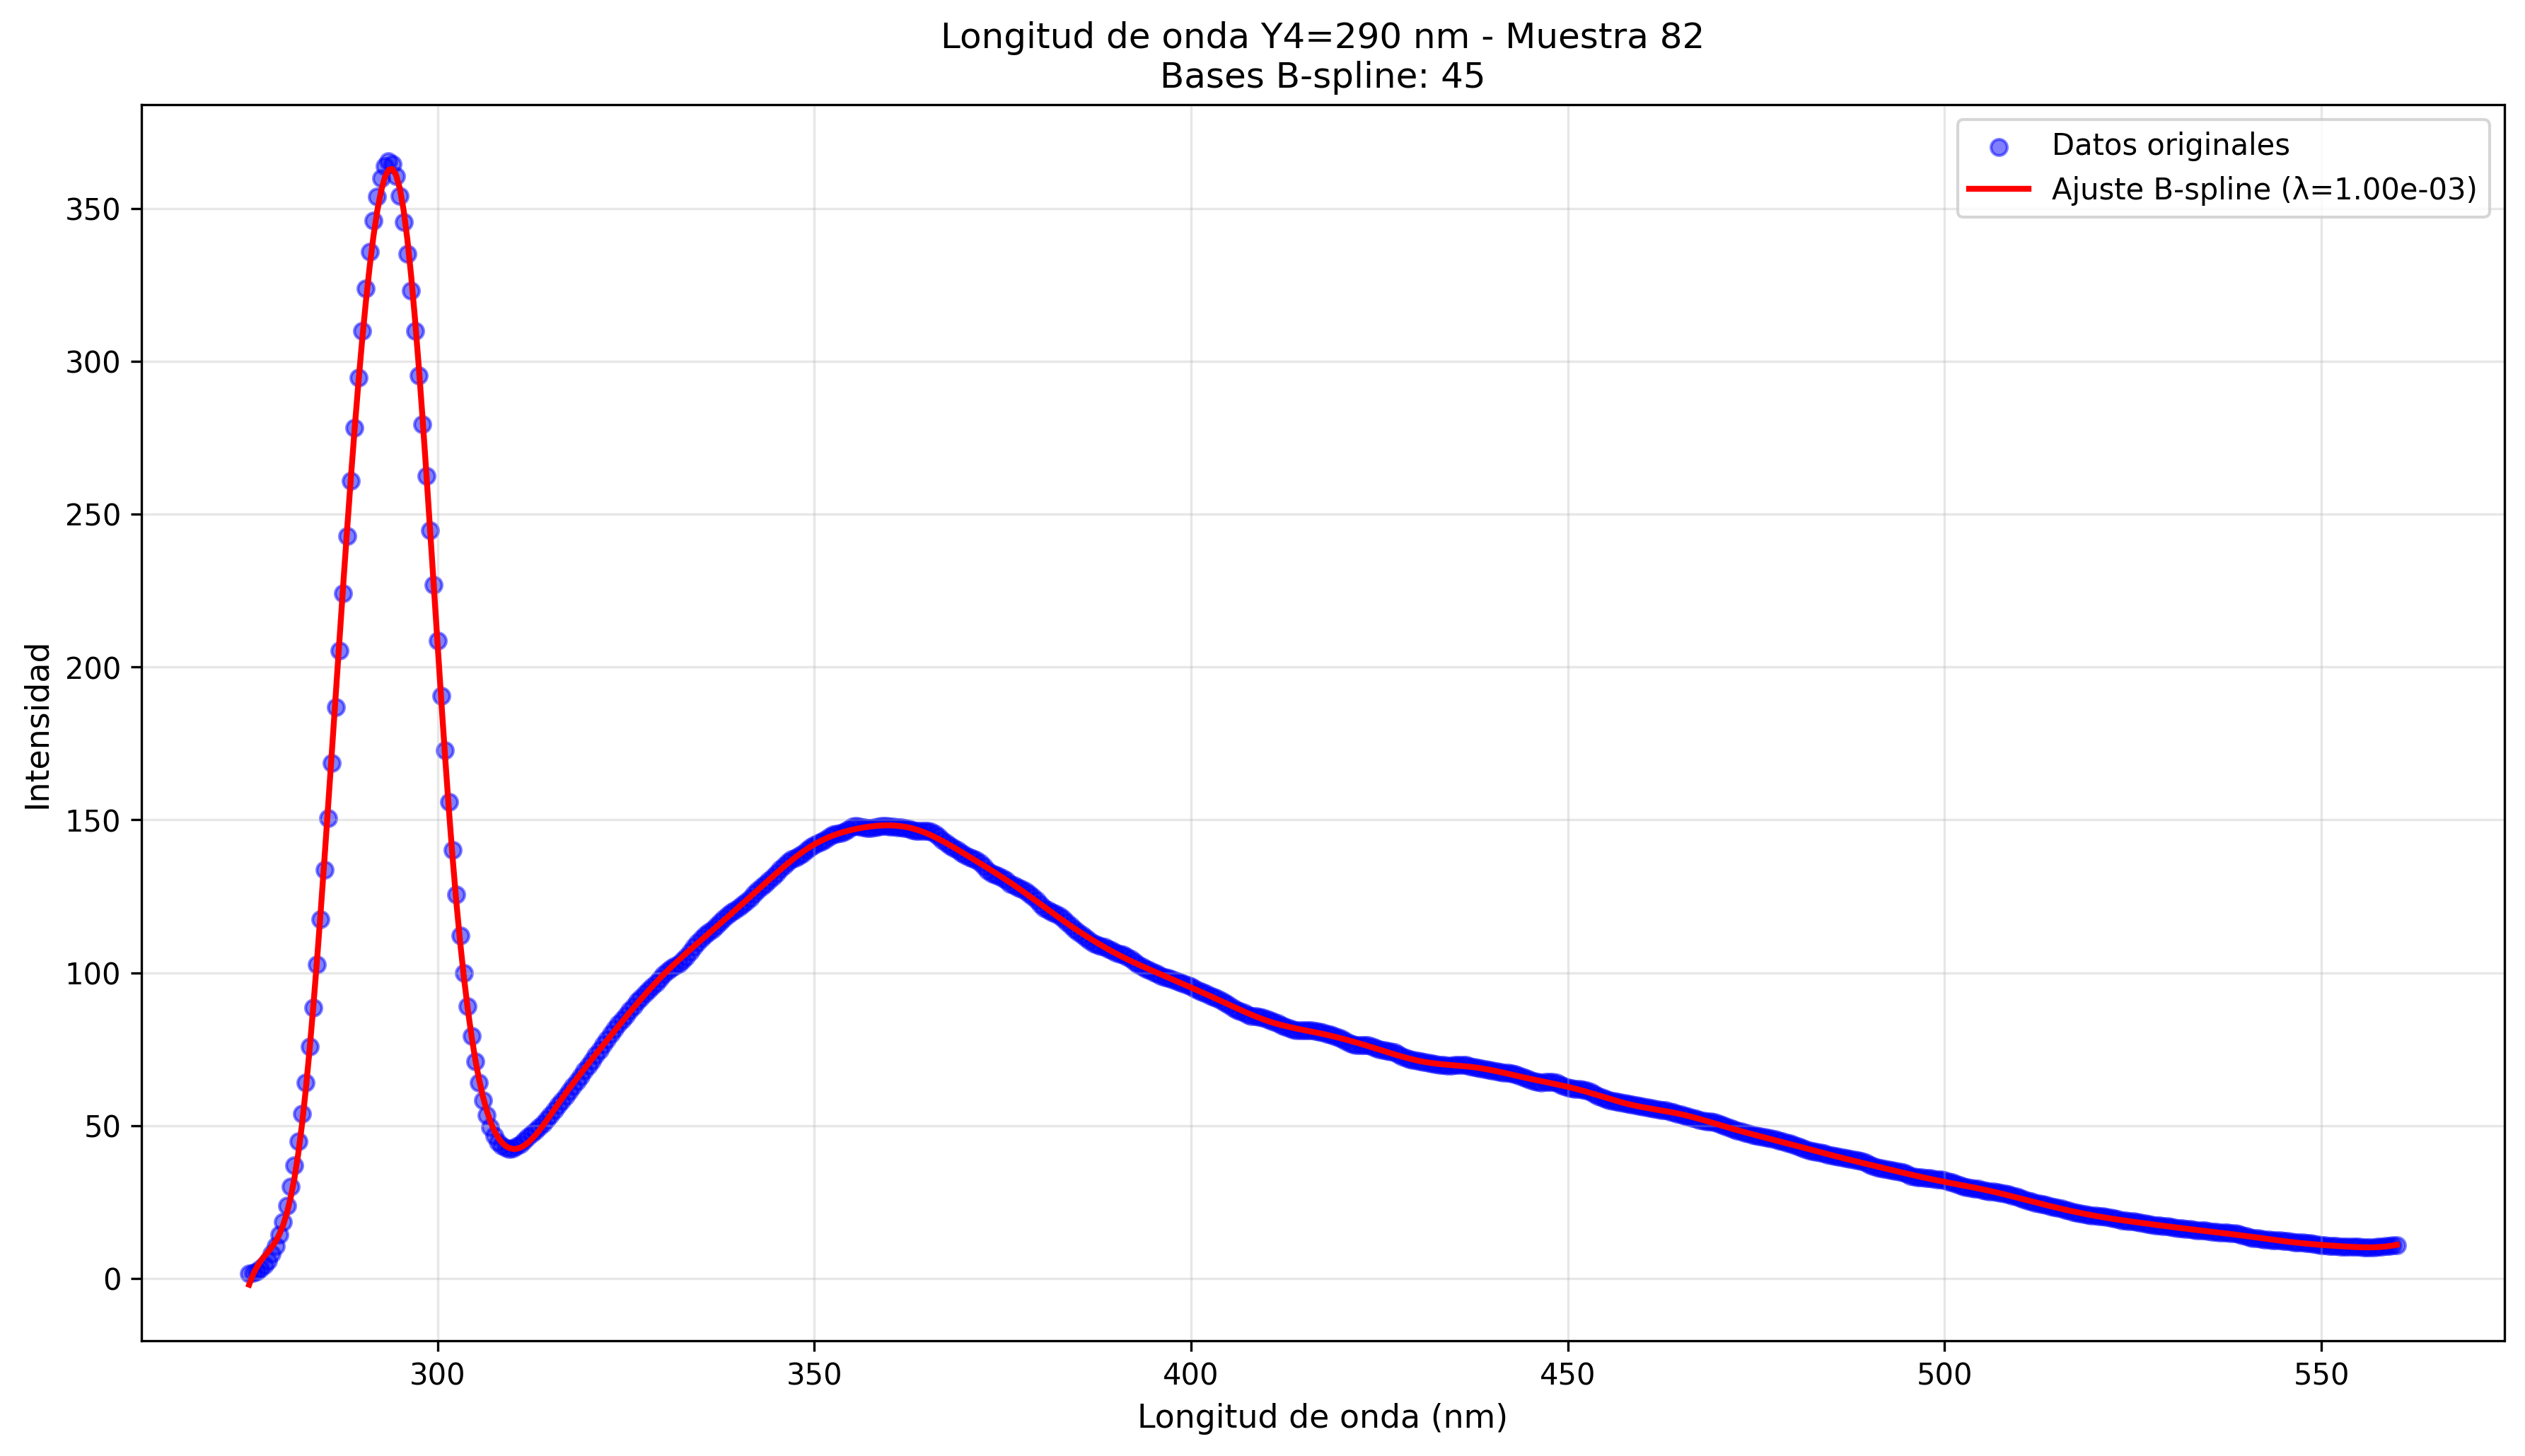 Longitud de onda Y4=290 nm - Muestra 82
Bases B-spline: 45
Datos originales
Ajuste B-spline (λ=1.00e-03)
Intensidad
350
300
250
200
150
100
50
0
300 350 400 450 500 550
Longitud de onda (nm)